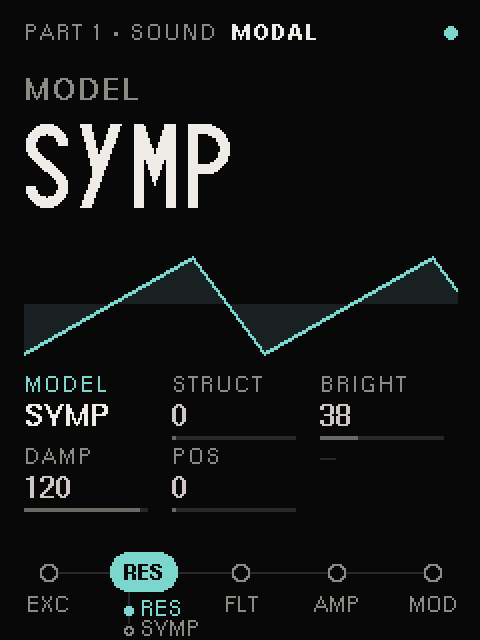 PART 1 · SOUND MODAL
MODEL
SYMP
MODEL STRUCT BRIGHT
SYMP 0 38
DAMP POS —
120 0
RES
EXC RES FLT AMP MOD
SYMP